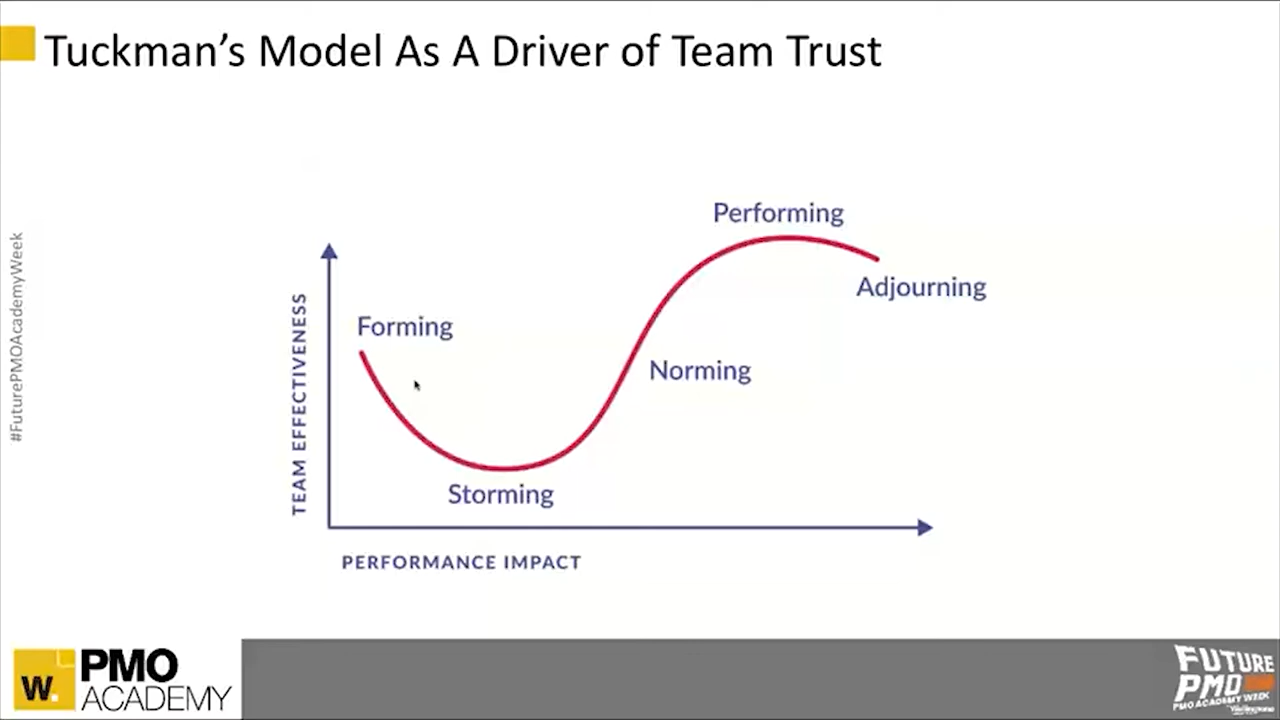 Tuckman's Model As A Driver of Team Trust
#FuturePMOAcademyWeek
Performing
Adjourning
Forming
Norming
Storming
TEAM EFFECTIVENESS
PERFORMANCE IMPACT
w.
PMO
ACADEMY
FUTURE
PMO
PMO ACADEMY WEEK